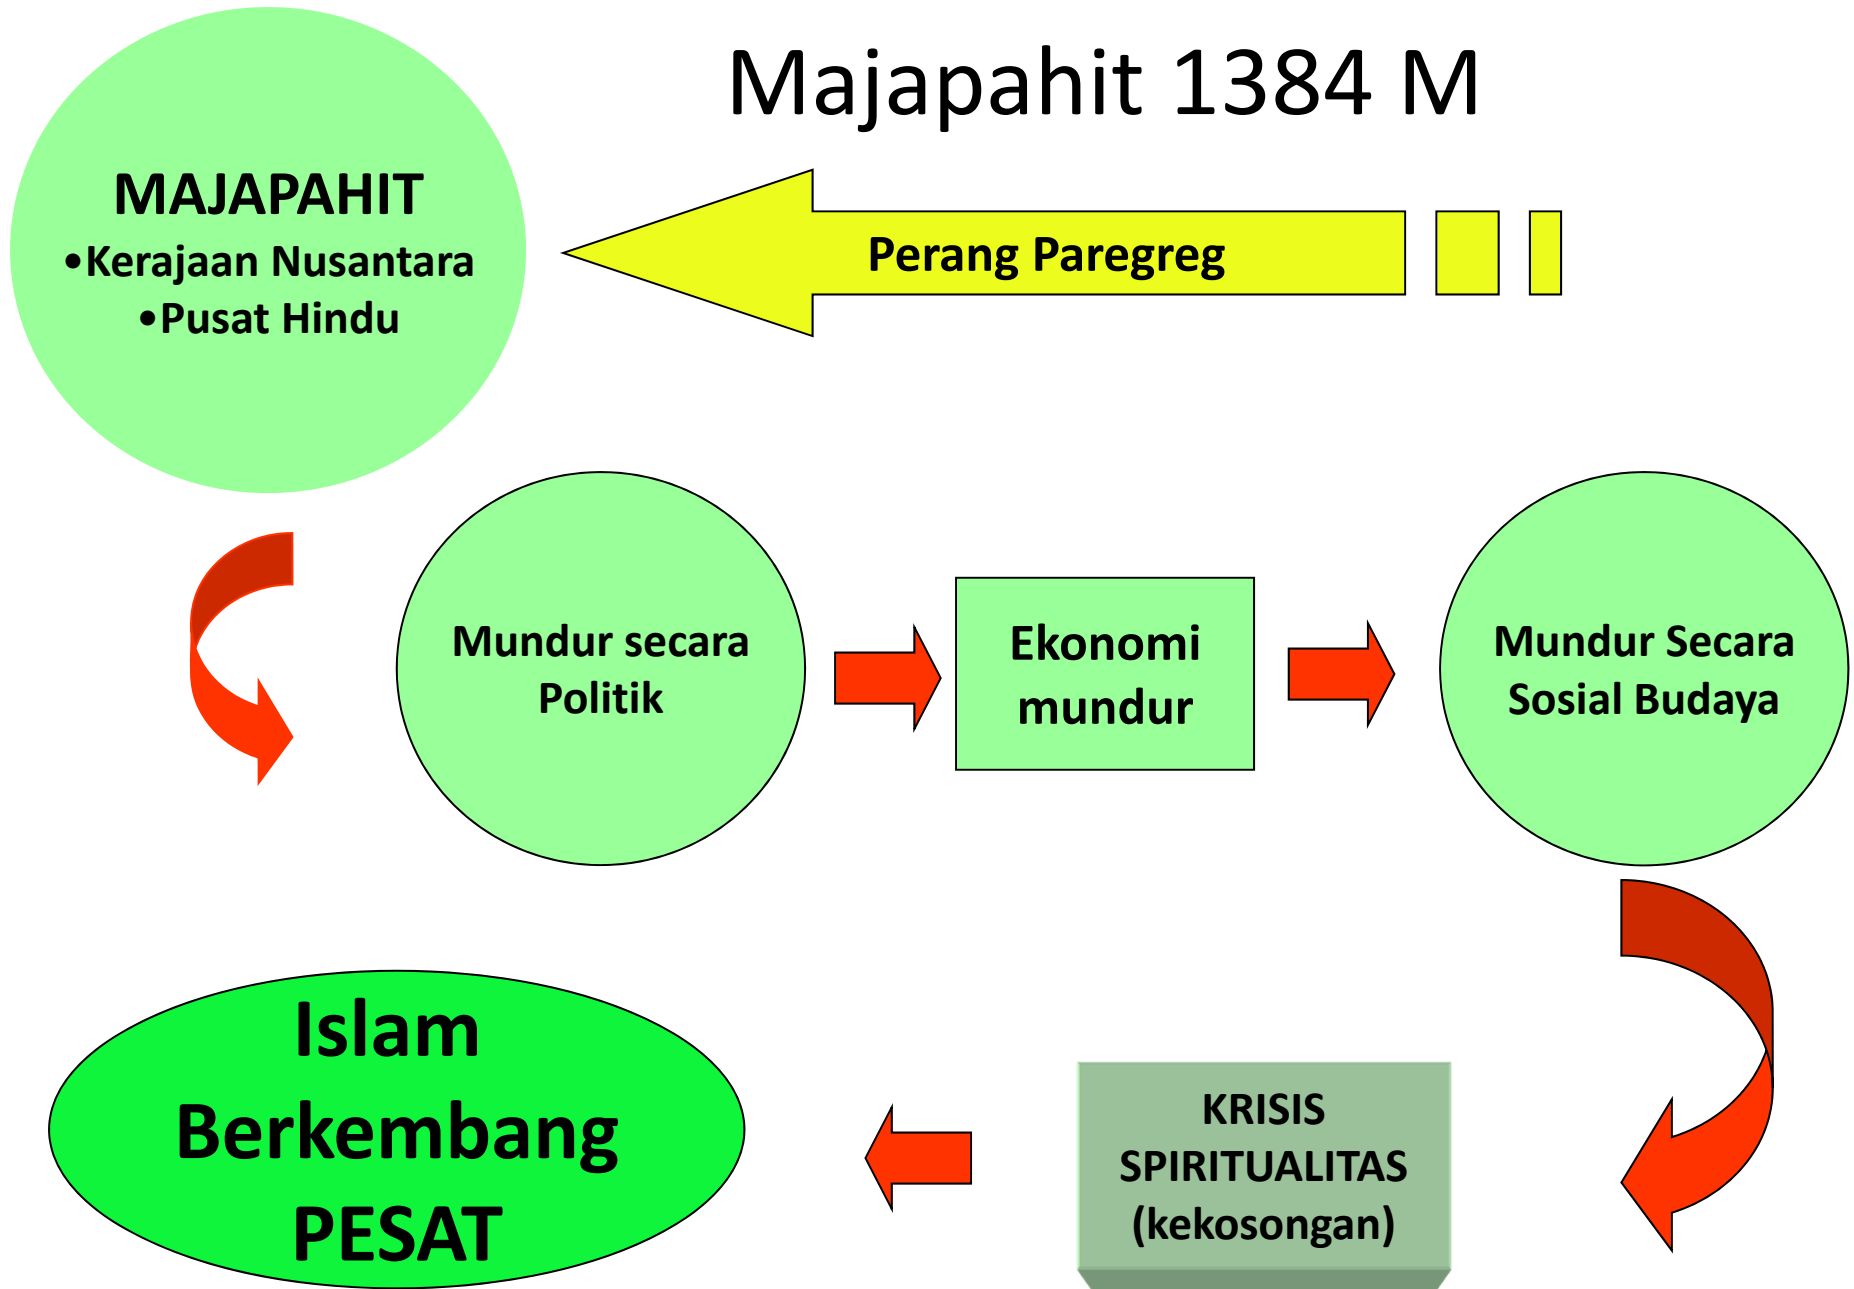 Majapahit 1384 M
MAJAPAHIT
•Kerajaan Nusantara
•Pusat Hindu
Perang Paregreg
Mundur secara
Politik
Ekonomi
mundur
Mundur Secara
Sosial Budaya
KRISIS
SPIRITUALITAS
(kekosongan)
Islam
Berkembang
PESAT